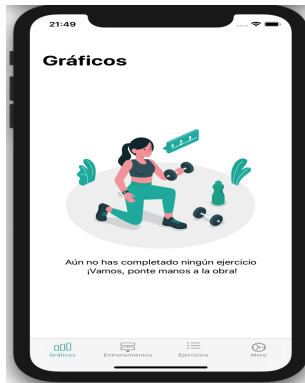 21:49
Gráficos
1..2..3...
Aún no has completado ningún ejercicio
¡Vamos, ponte manos a la obra!
Gráficos Entrenamientos Ejercicios More